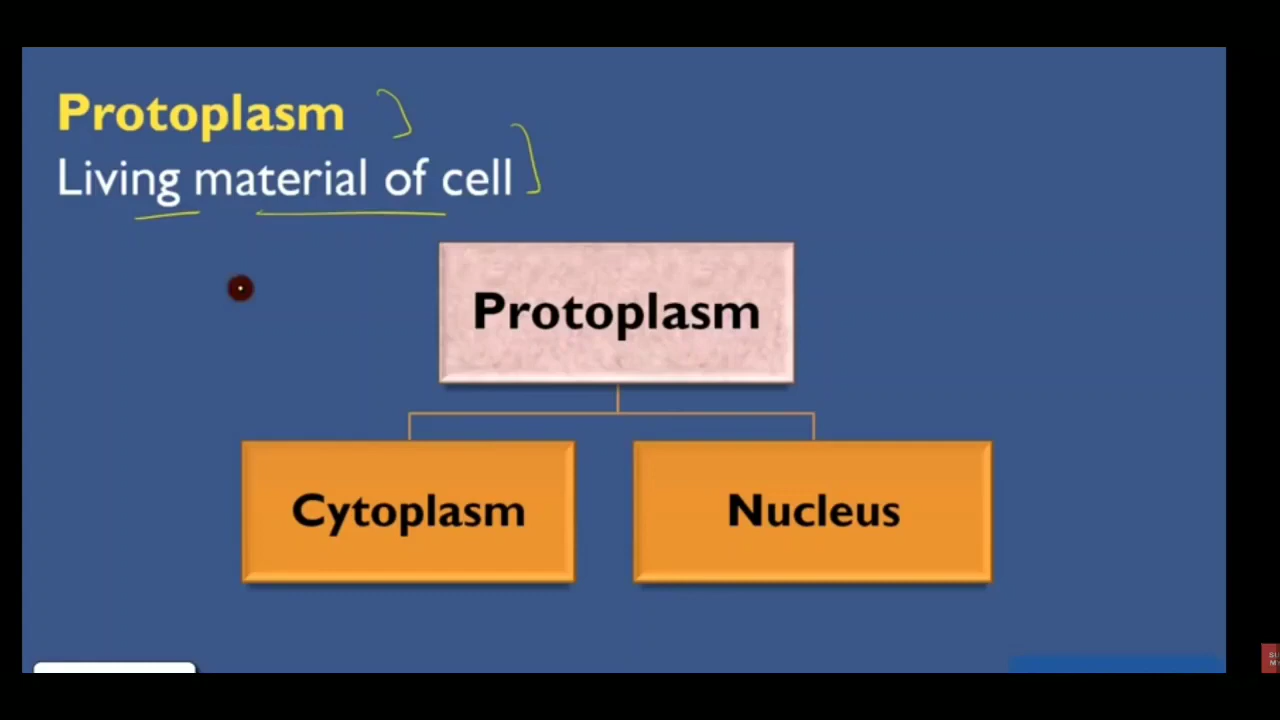 Protoplasm
Living material of cell
Protoplasm
Cytoplasm
Nucleus